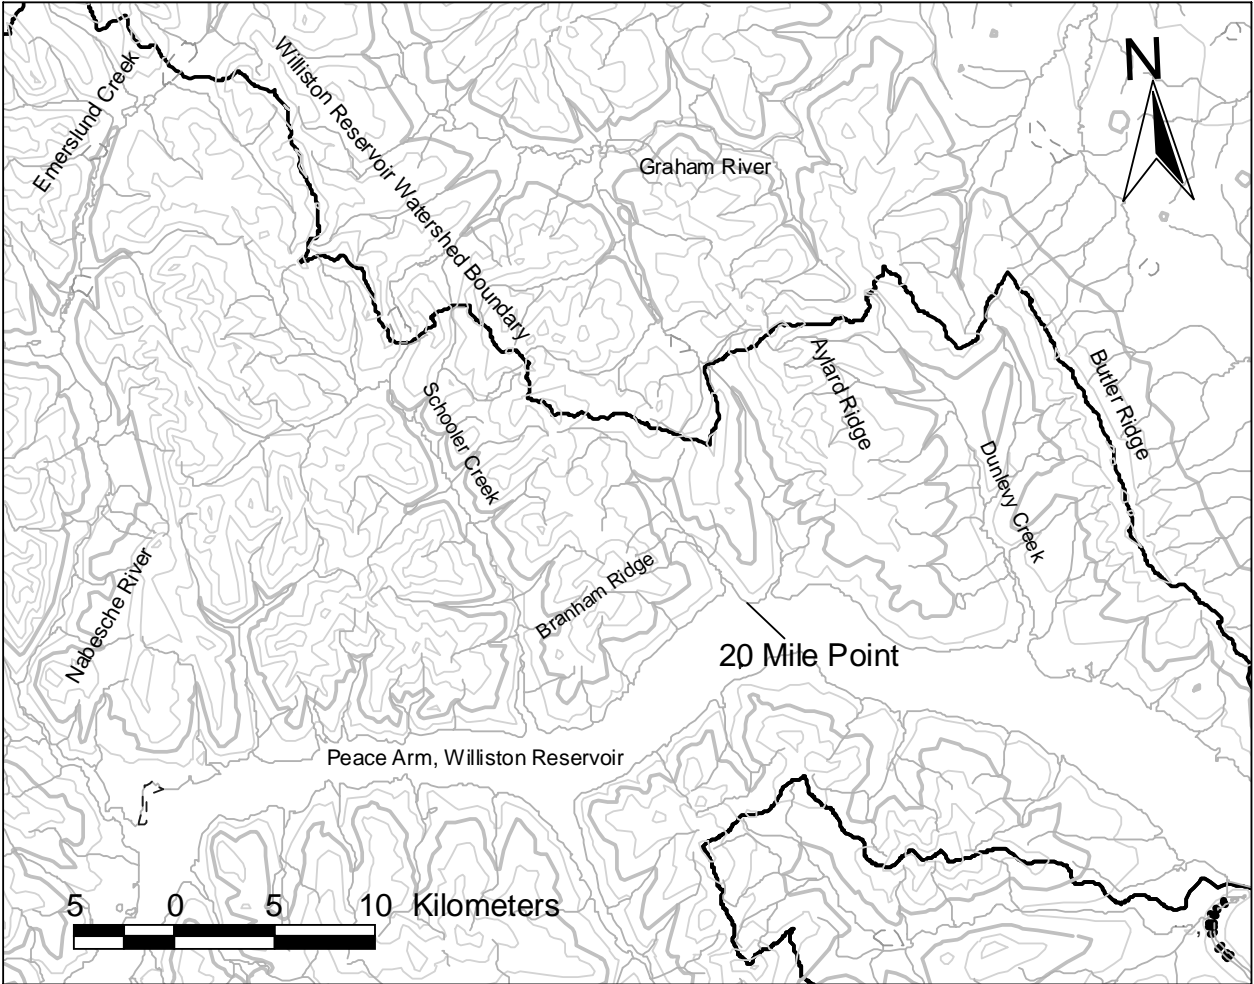 N
Emerslund Creek
Williston Reservoir Watershed Boundary
Graham River
Aylard Ridge
Butler Ridge
Schooler Creek
Dunlevy Creek
Nabesche River
Branham Ridge
20 Mile Point
Peace Arm, Williston Reservoir
5 0 5 10 Kilometers